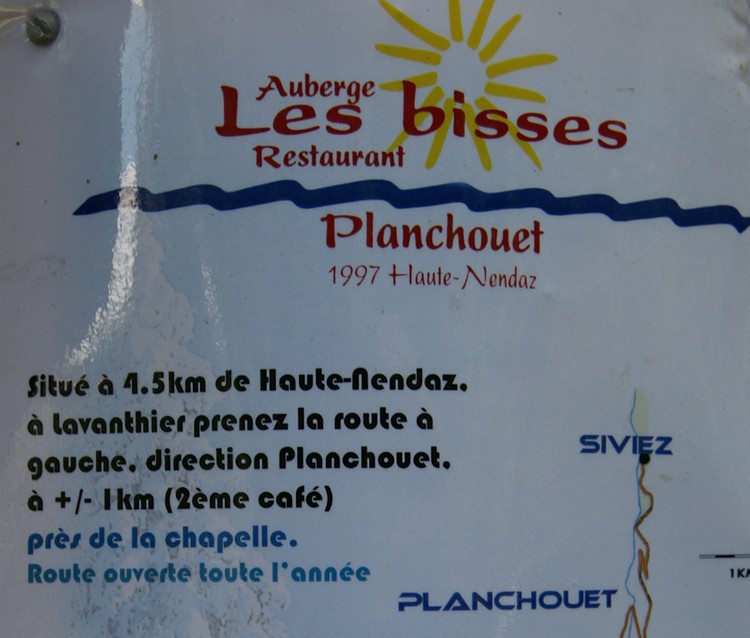 Auberge
Les bisses
Restaurant
Planchouet
1997 Haute-Nendaz
Situé à 4.5km de Haute-Nendaz,
à Lavanthier prenez la route à
gauche, direction Planchouet,
à +/- 1km (2ème café)
près de la chapelle.
Route ouverte toute l'année
SIVIEZ
PLANCHOUET